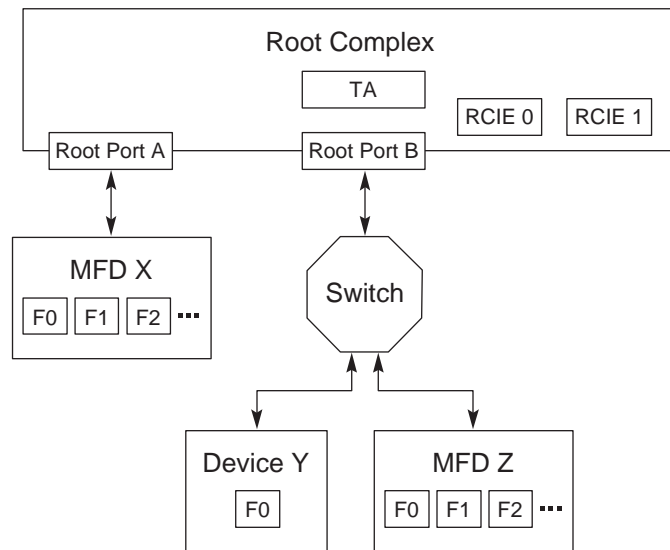 Root Complex
TA
RCIE 0 RCIE 1
Root Port A Root Port B
MFD X
F0 F1 F2 ...
Switch
Device Y MFD Z
F0 F0 F1 F2 ...